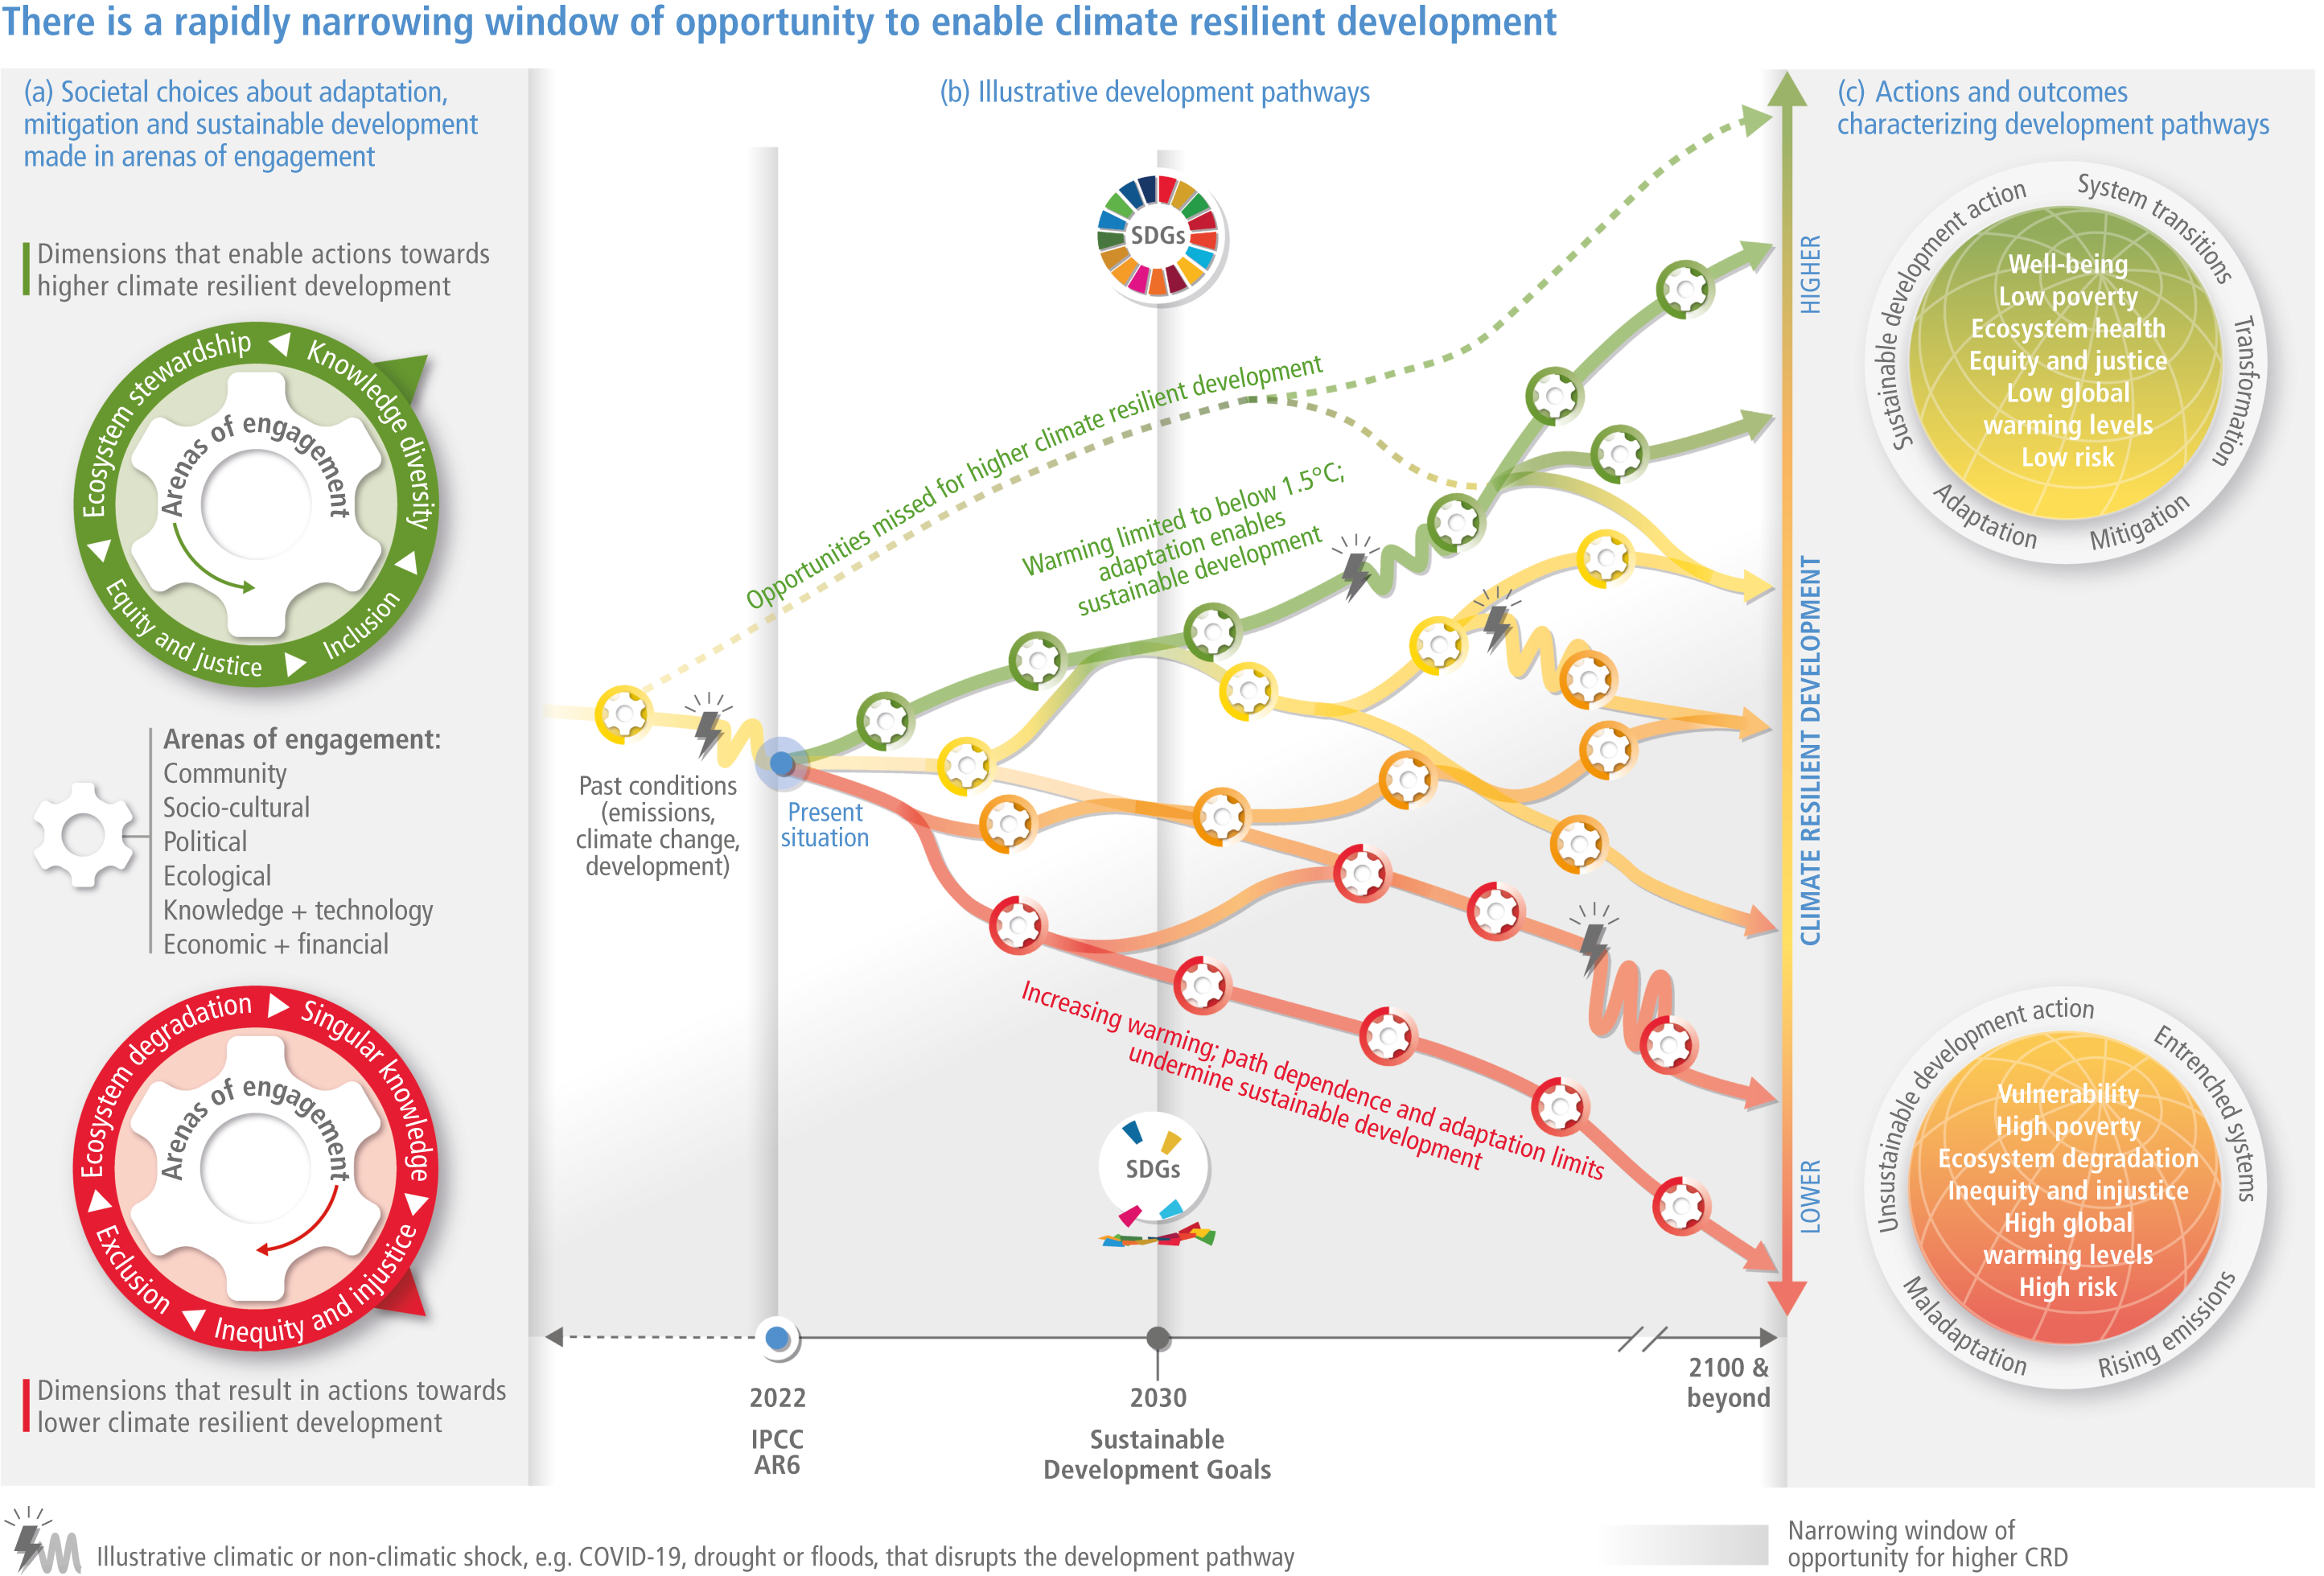 There is a rapidly narrowing window of opportunity to enable climate resilient development
(a) Societal choices about adaptation,
mitigation and sustainable development
made in arenas of engagement
Dimensions that enable actions towards
higher climate resilient development
Ecosystem stewardship
Knowledge diversity
Inclusion
Equity and justice
Arenas of engagement
Arenas of engagement:
Community
Socio-cultural
Political
Ecological
Knowledge + technology
Economic + financial
Ecosystem degradation
Singular knowledge
Inequity and injustice
Exclusion
Arenas of engagement
Dimensions that result in actions towards
lower climate resilient development
(b) Illustrative development pathways
SDGs
Opportunities missed for higher climate resilient development
Warming limited to below 1.5°C;
adaptation enables
sustainable development
Past conditions
(emissions,
climate change,
development)
Present
situation
Increasing warming; path dependence and adaptation limits
undermine sustainable development
SDGs
2022
IPCC
AR6
2030
Sustainable
Development Goals
2100 &
beyond
HIGHER
CLIMATE RESILIENT DEVELOPMENT
LOWER
(c) Actions and outcomes
characterizing development pathways
Sustainable development action
System transitions
Transformation
Mitigation
Adaptation
Well-being
Low poverty
Ecosystem health
Equity and justice
Low global
warming levels
Low risk
Unsustainable development action
Entrenched systems
Rising emissions
Maladaptation
Vulnerability
High poverty
Ecosystem degradation
Inequity and injustice
High global
warming levels
High risk
Illustrative climatic or non-climatic shock, e.g. COVID-19, drought or floods, that disrupts the development pathway
Narrowing window of
opportunity for higher CRD